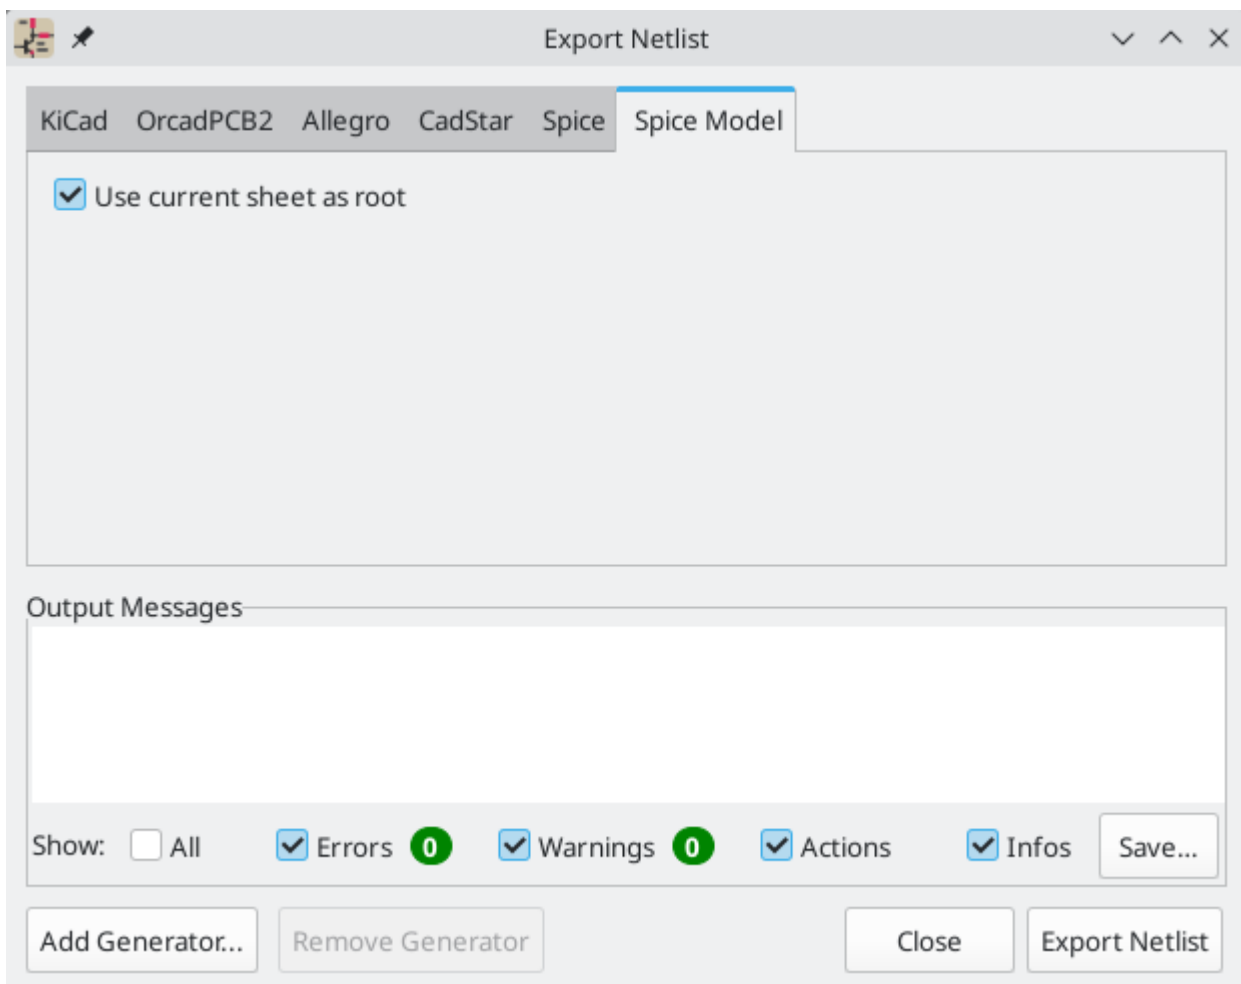 Export Netlist
KiCad OrcadPCB2 Allegro CadStar Spice Spice Model
Use current sheet as root
Output Messages
Show: All Errors 0 Warnings 0 Actions Infos Save...
Add Generator... Remove Generator Close Export Netlist